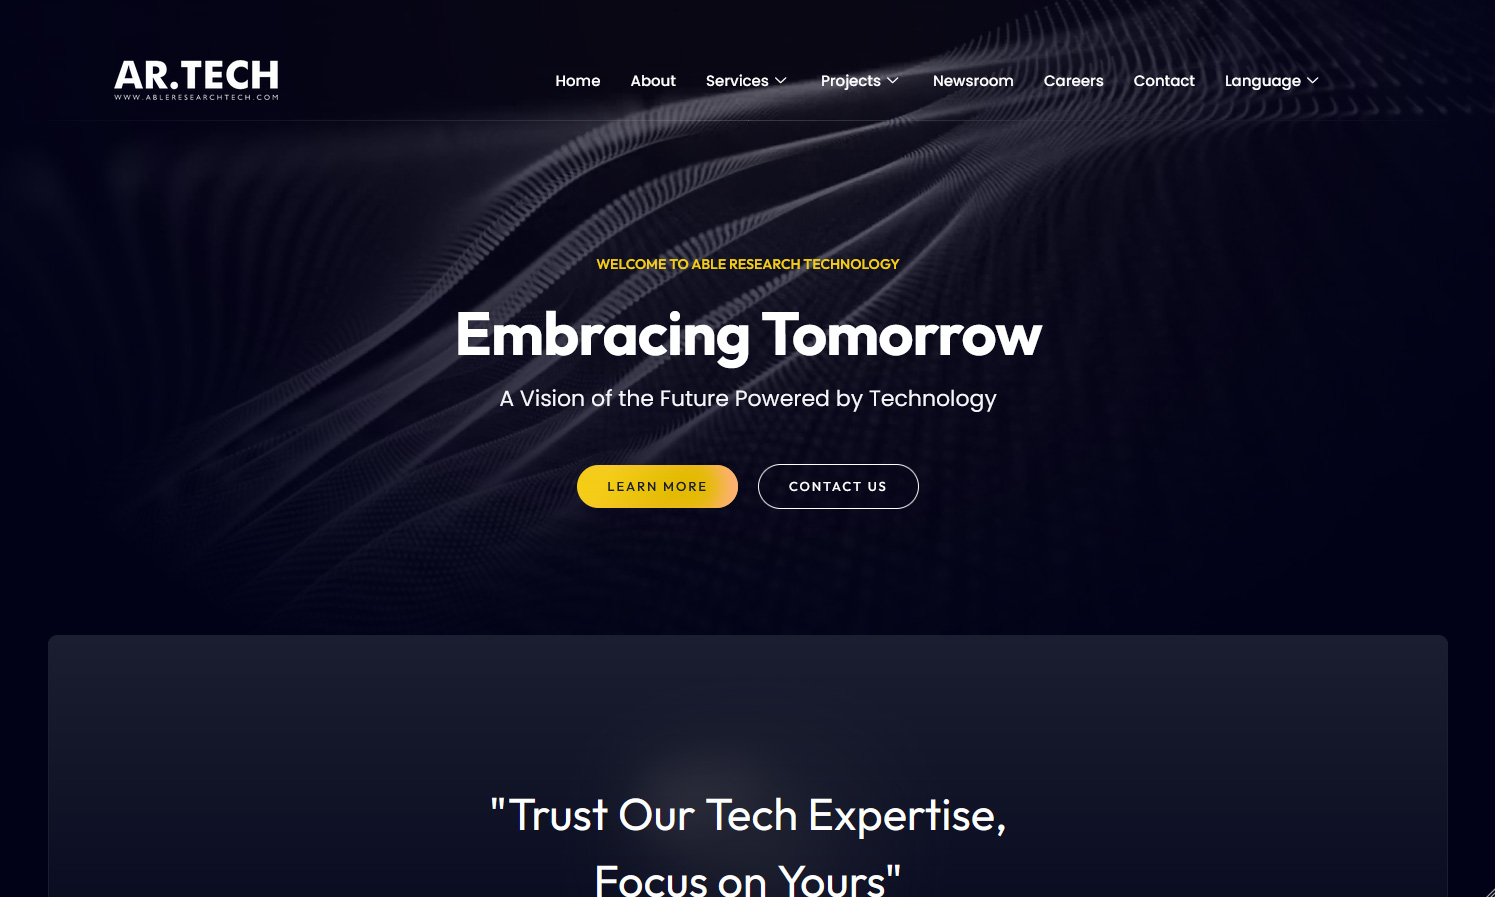 AR.TECH
WWW.ABLERESEARCHTECH.COM
Home About Services Projects Newsroom Careers Contact Language
WELCOME TO ABLE RESEARCH TECHNOLOGY
Embracing Tomorrow
A Vision of the Future Powered by Technology
LEARN MORE CONTACT US
"Trust Our Tech Expertise,
Focus on Yours"